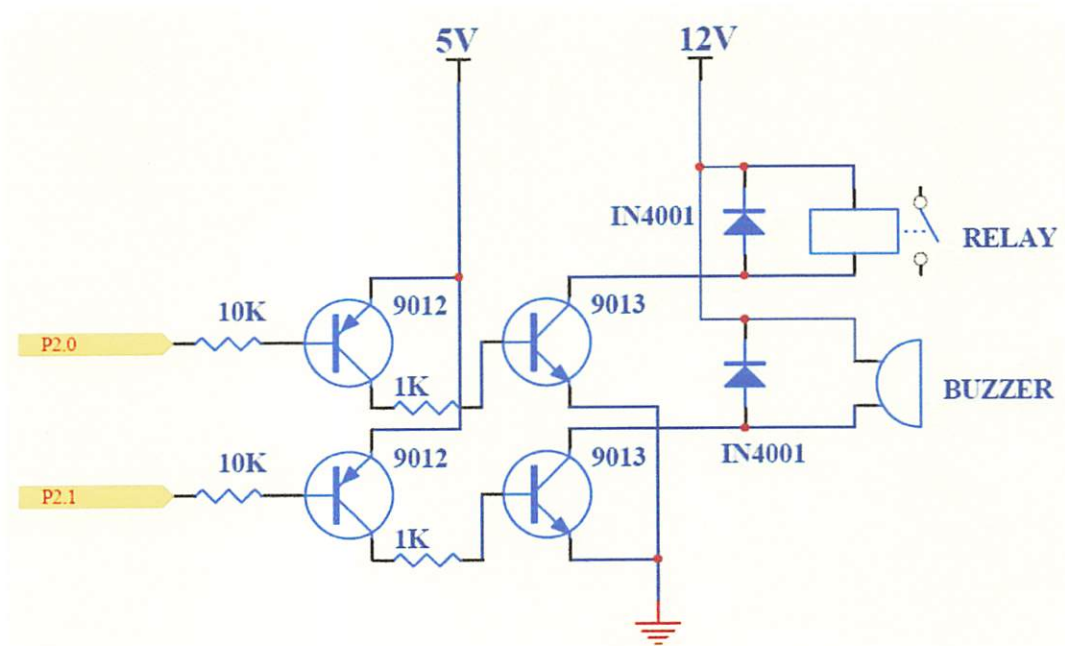 5V
12V
IN4001
RELAY
10K
9012
9013
P2.0
1K
BUZZER
10K
9012
9013
IN4001
P2.1
1K